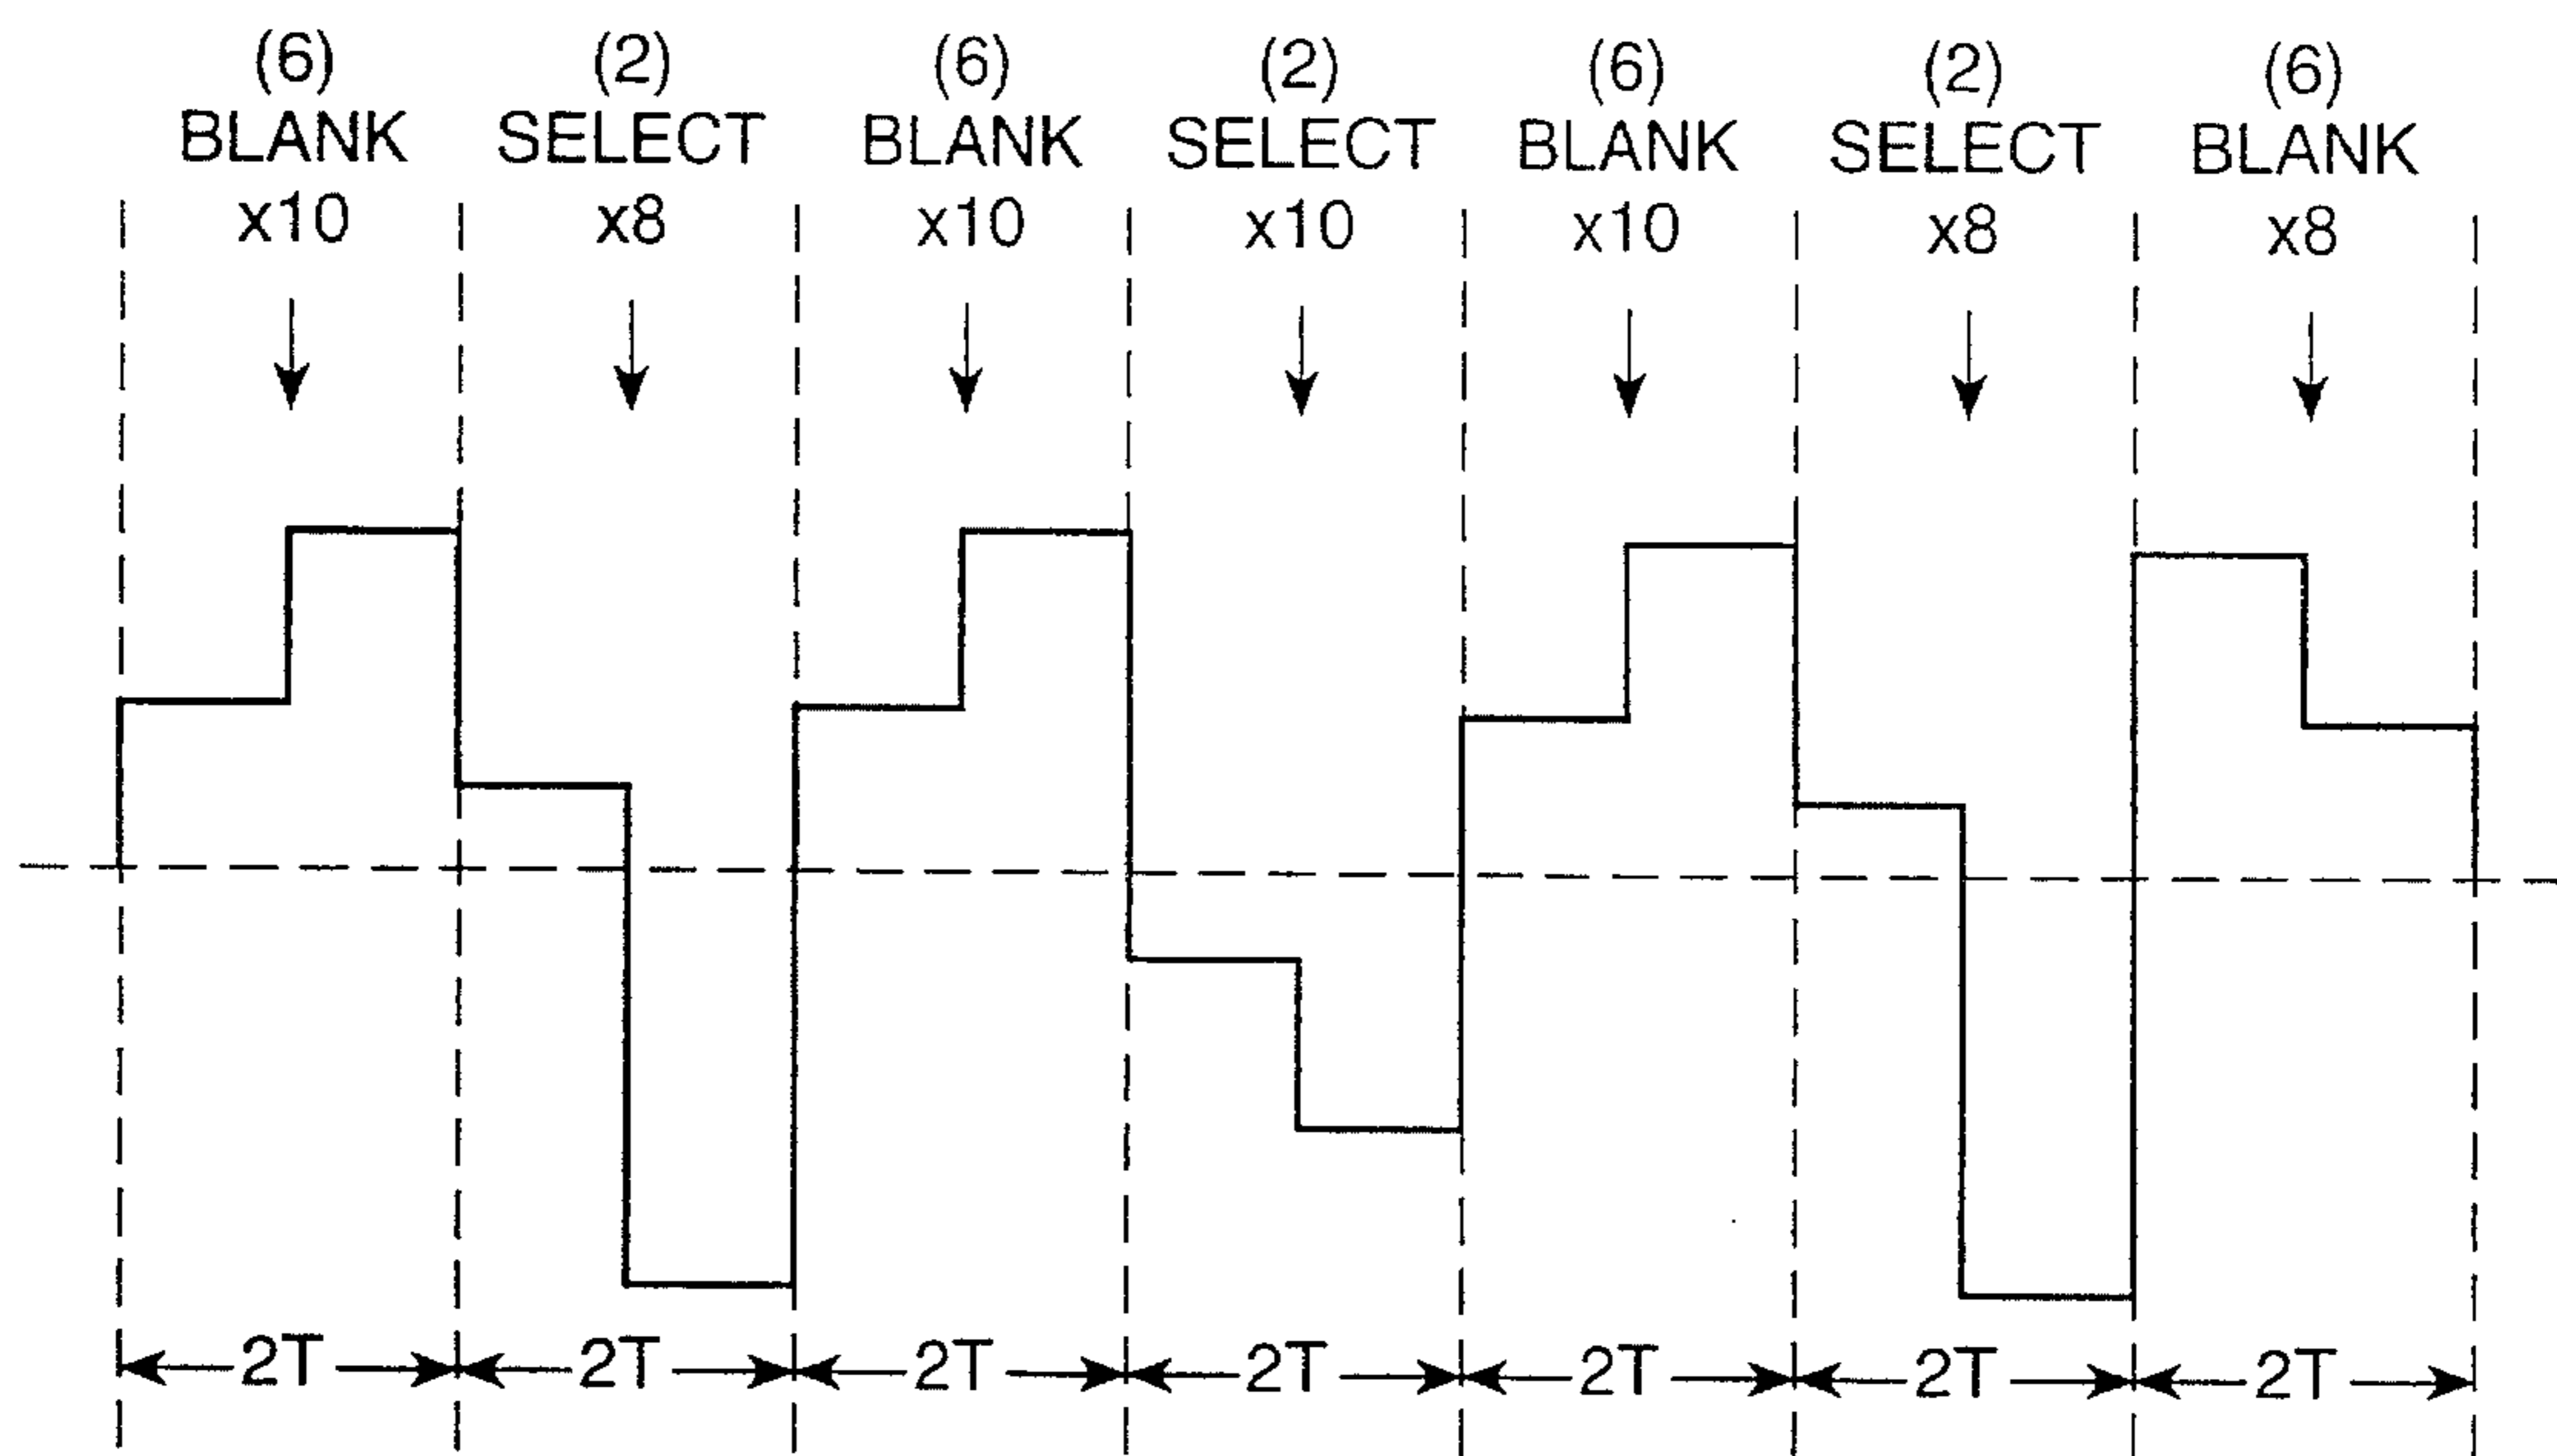 (6) (2) (6) (2) (6) (2) (6)
BLANK SELECT BLANK SELECT BLANK SELECT BLANK
x10 x8 x10 x10 x10 x8 x8
2T 2T 2T 2T 2T 2T 2T